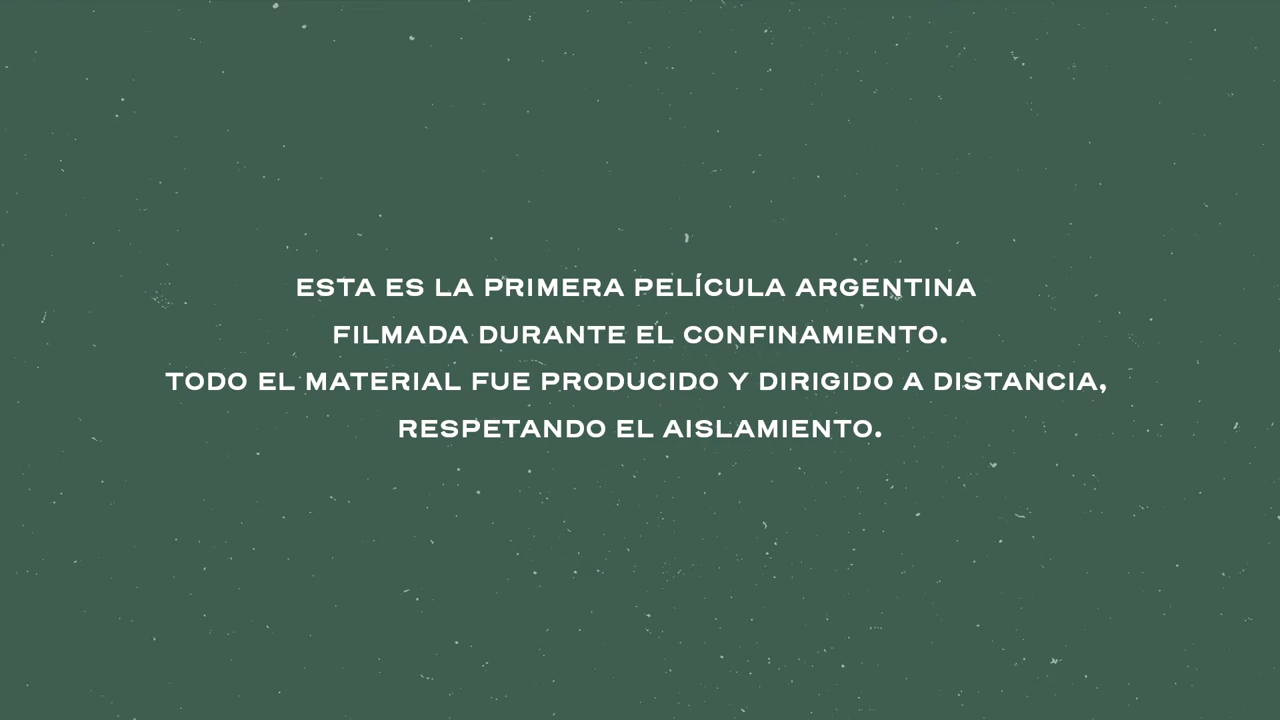 ESTA ES LA PRIMERA PELÍCULA ARGENTINA
FILMADA DURANTE EL CONFINAMIENTO.
TODO EL MATERIAL FUE PRODUCIDO Y DIRIGIDO A DISTANCIA,
RESPETANDO EL AISLAMIENTO.